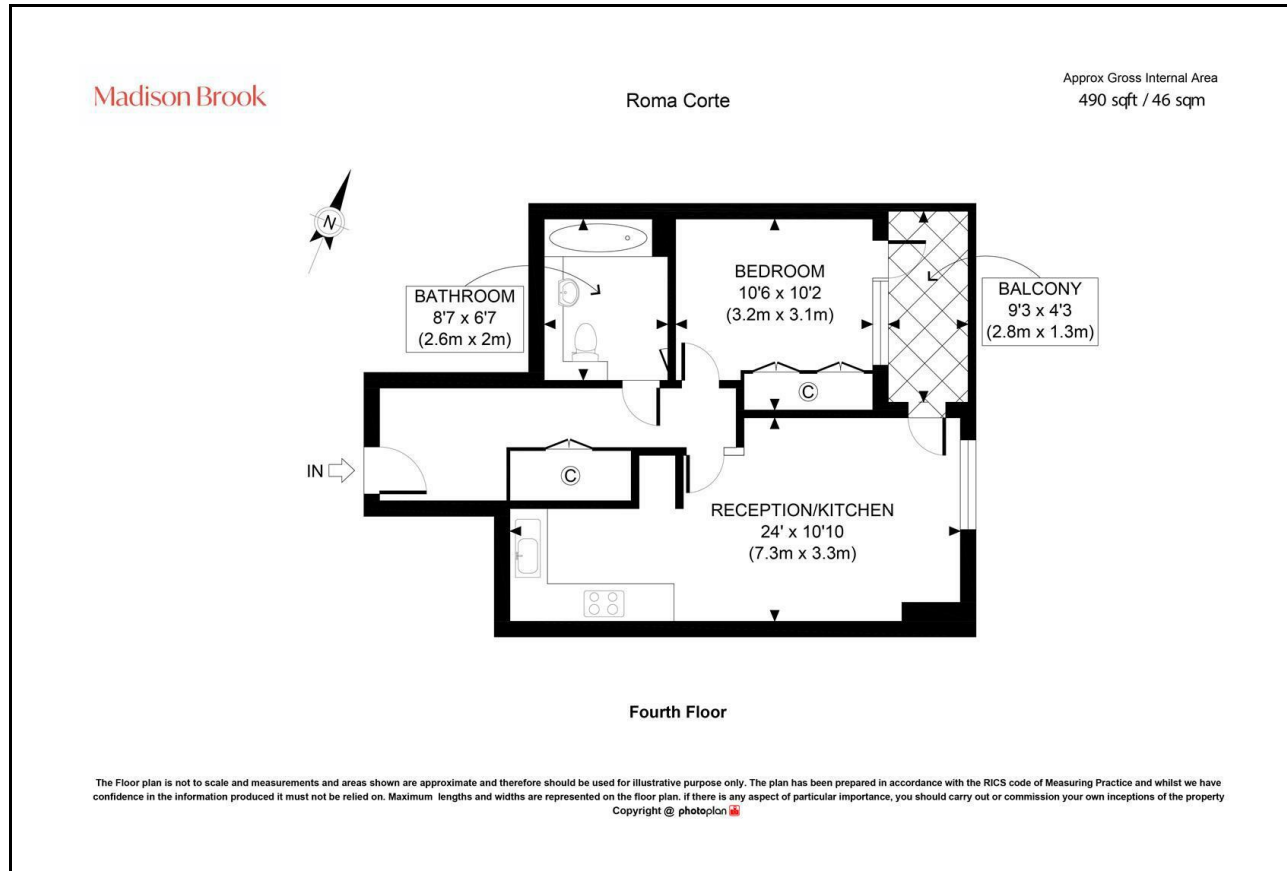 Madison Brook
Roma Corte
Approx Gross Internal Area
490 sqft / 46 sqm
N
BATHROOM
8'7 x 6'7
(2.6m x 2m)
BEDROOM
10'6 x 10'2
(3.2m x 3.1m)
BALCONY
9'3 x 4'3
(2.8m x 1.3m)
C
IN
C
RECEPTION/KITCHEN
24' x 10'10
(7.3m x 3.3m)
Fourth Floor
The Floor plan is not to scale and measurements and areas shown are approximate and therefore should be used for illustrative purpose only. The plan has been prepared in accordance with the RICS code of Measuring Practice and whilst we have
confidence in the information produced it must not be relied on. Maximum lengths and widths are represented on the floor plan. if there is any aspect of particular importance, you should carry out or commission your own inceptions of the property
Copyright @ photoplan